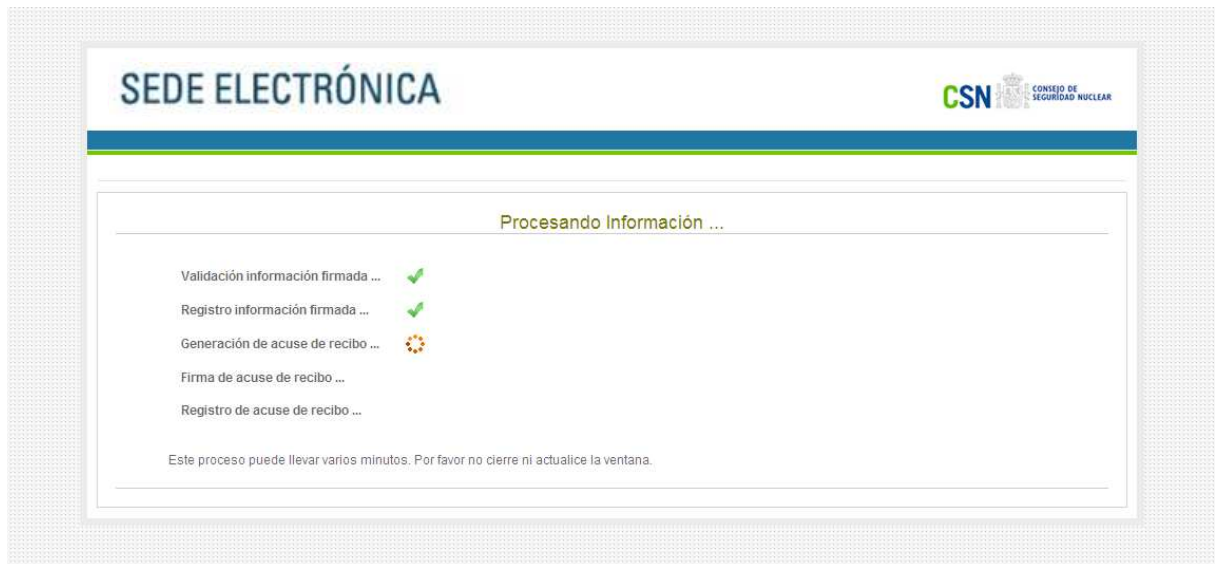 SEDE ELECTRÓNICA
CSN
CONSEJO DE
SEGURIDAD NUCLEAR
Procesando Información ...
Validación información firmada ...
Registro información firmada ...
Generación de acuse de recibo ...
Firma de acuse de recibo ...
Registro de acuse de recibo ...
Este proceso puede llevar varios minutos. Por favor no cierre ni actualice la ventana.